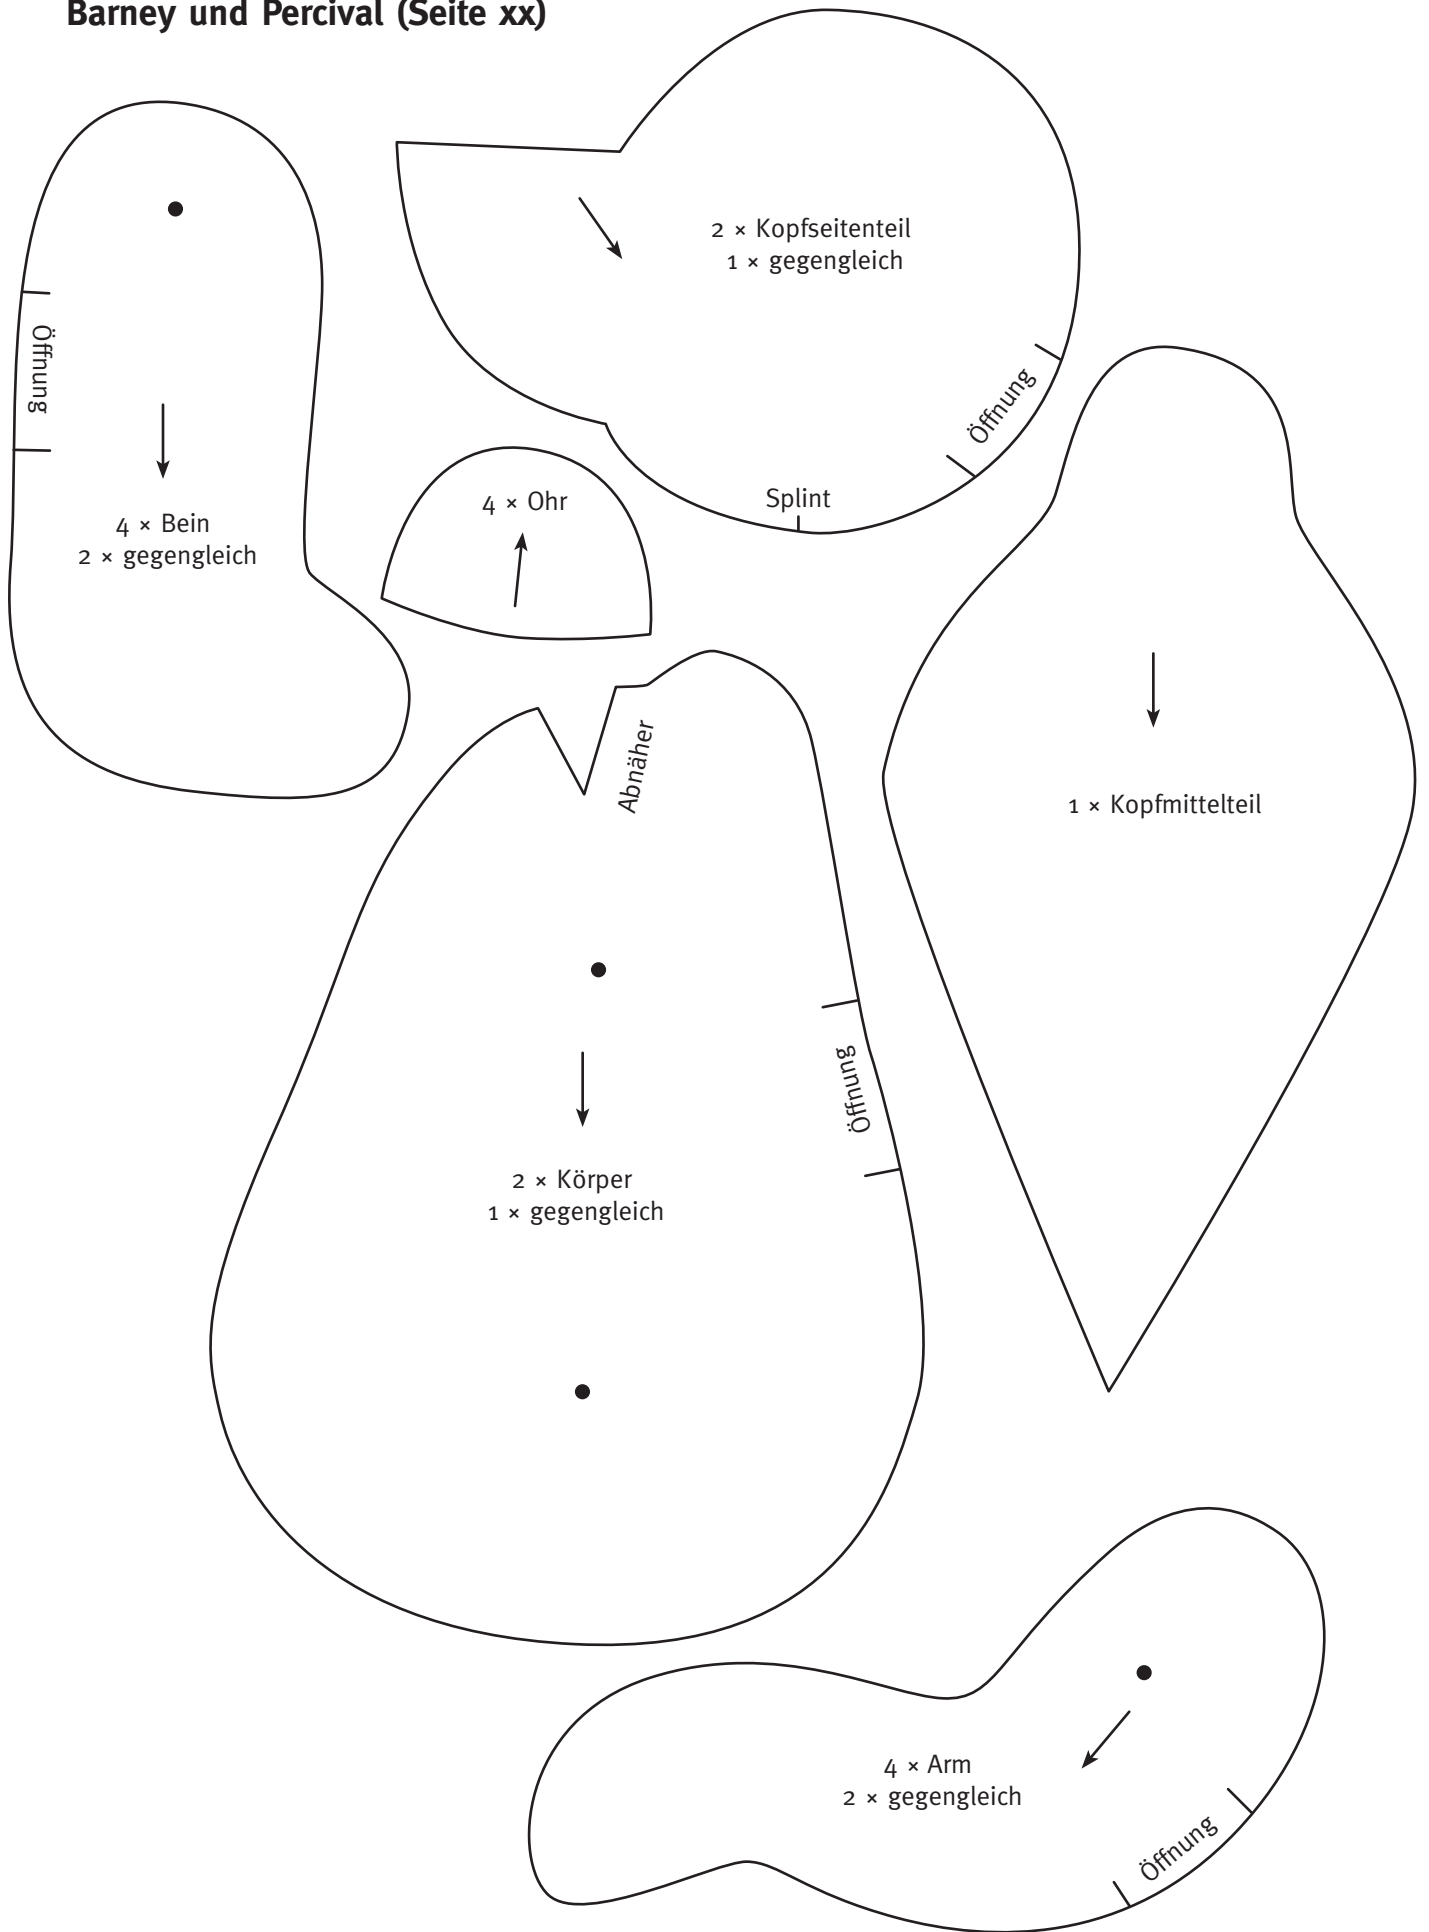 Barney und Percival (Seite xx)
2 × Kopfseitenteil
1 × gegengleich
Öffnung
Splint
Öffnung
4 × Bein
2 × gegengleich
4 × Ohr
Abnäher
1 × Kopfmittelteil
Öffnung
2 × Körper
1 × gegengleich
4 × Arm
2 × gegengleich
Öffnung